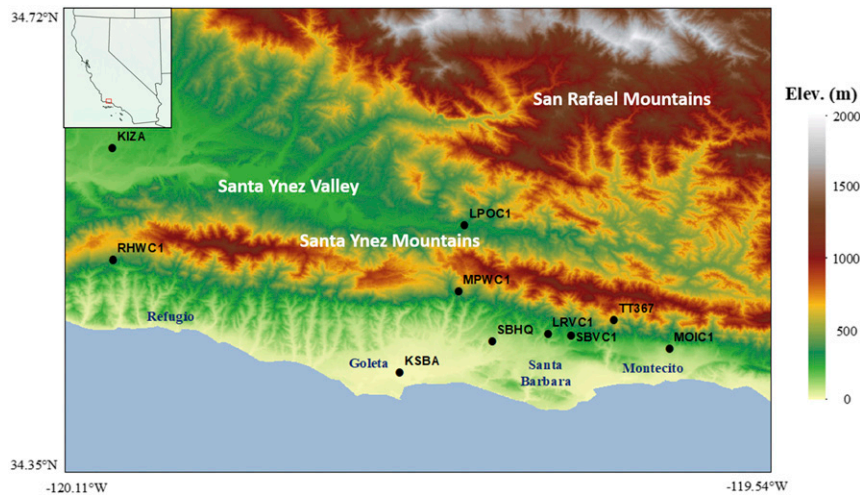 34.72°N
San Rafael Mountains
Elev. (m)
2000
KIZA
1500
Santa Ynez Valley
LPOC1
Santa Ynez Mountains
RHWC1
1000
MPWC1
TT367
Refugio
SBHQ
LRVC1
SBVC1
MOIC1
500
Goleta
KSBA
Santa
Barbara
Montecito
0
34.35°N
-120.11°W
-119.54°W